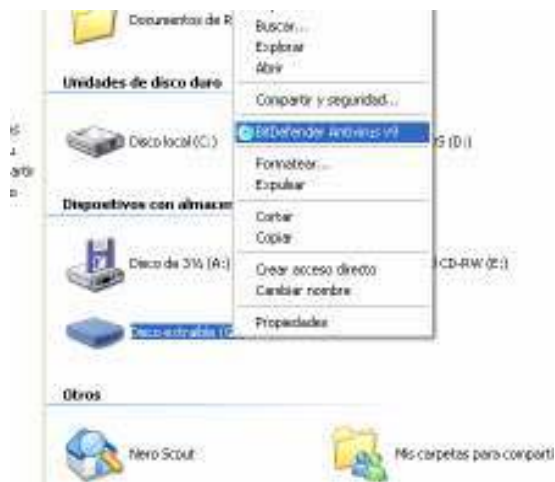 Documentos de R
Buscar...
Explorar
Abrir
Unidades de disco duro
Compartir y seguridad...
Disco local (C:)
BitDefender Antivirus v9
(D:)
Formatear...
Expulsar
Dispositivos con almacen
Cortar
Copiar
Disco de 3½ (A:)
Crear acceso directo
CD-RW (E:)
Cambiar nombre
Disco extraíble (G
Propiedades
Otros
Nero Scout
Mis carpetas para comparti